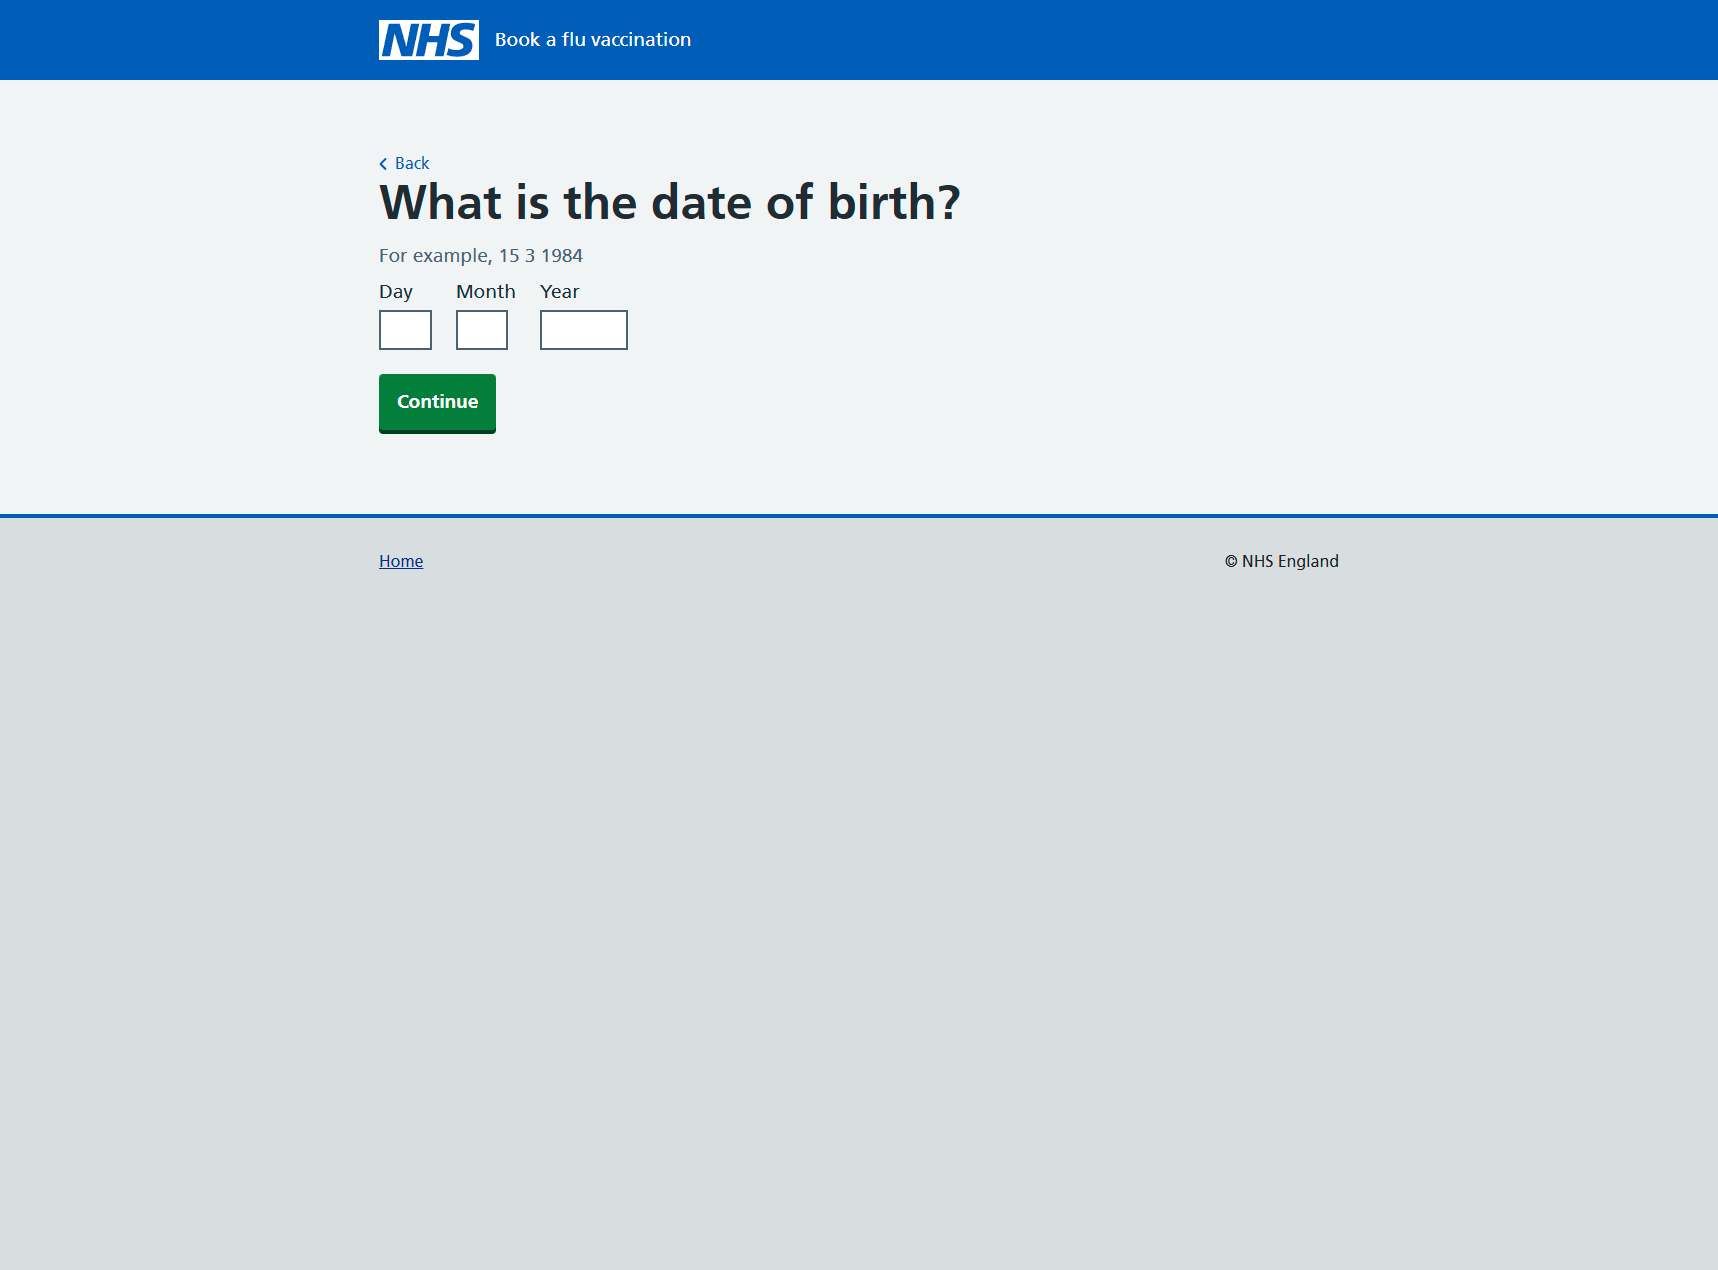 NHS Book a flu vaccination
Back
What is the date of birth?
For example, 15 3 1984
Day Month Year
Continue
Home © NHS England